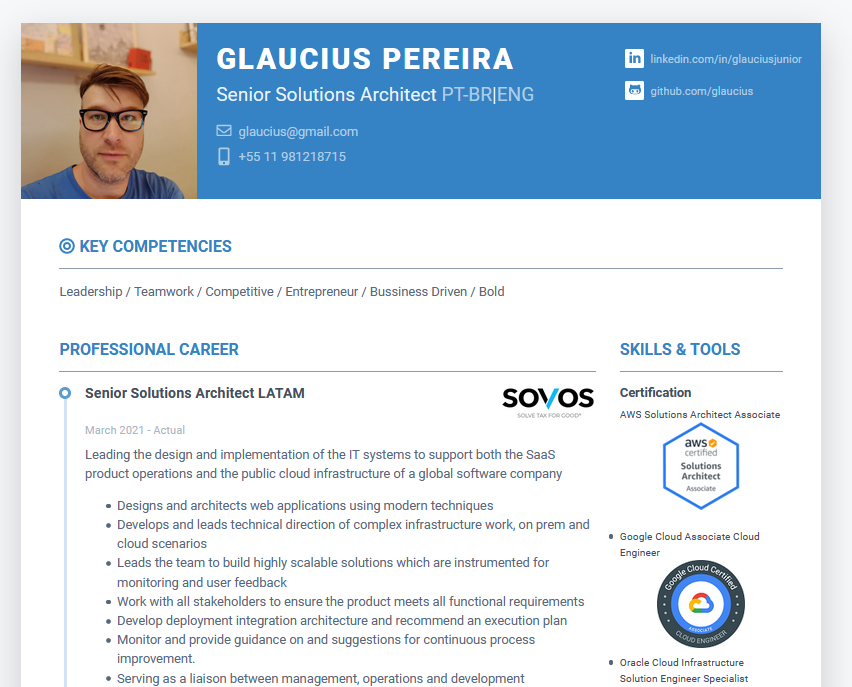 GLAUCIUS PEREIRA
Senior Solutions Architect PT-BR|ENG
glaucius@gmail.com
+55 11 981218715
in linkedin.com/in/glauciusjunior
github.com/glaucius
KEY COMPETENCIES
Leadership / Teamwork / Competitive / Entrepreneur / Bussiness Driven / Bold
PROFESSIONAL CAREER
Senior Solutions Architect LATAM
SOVOS
SOLVE TAX FOR GOOD®
March 2021 - Actual
Leading the design and implementation of the IT systems to support both the SaaS
product operations and the public cloud infrastructure of a global software company
• Designs and architects web applications using modern techniques
• Develops and leads technical direction of complex infrastructure work, on prem and
cloud scenarios
• Leads the team to build highly scalable solutions which are instrumented for
monitoring and user feedback
• Work with all stakeholders to ensure the product meets all functional requirements
• Develop deployment integration architecture and recommend an execution plan
• Monitor and provide guidance on and suggestions for continuous process
improvement.
• Serving as a liaison between management, operations and development
SKILLS & TOOLS
Certification
AWS Solutions Architect Associate
aws
certified
Solutions
Architect
Associate
• Google Cloud Associate Cloud
Engineer
Google Cloud Certified
ASSOCIATE
CLOUD ENGINEER
• Oracle Cloud Infrastructure
Solution Engineer Specialist